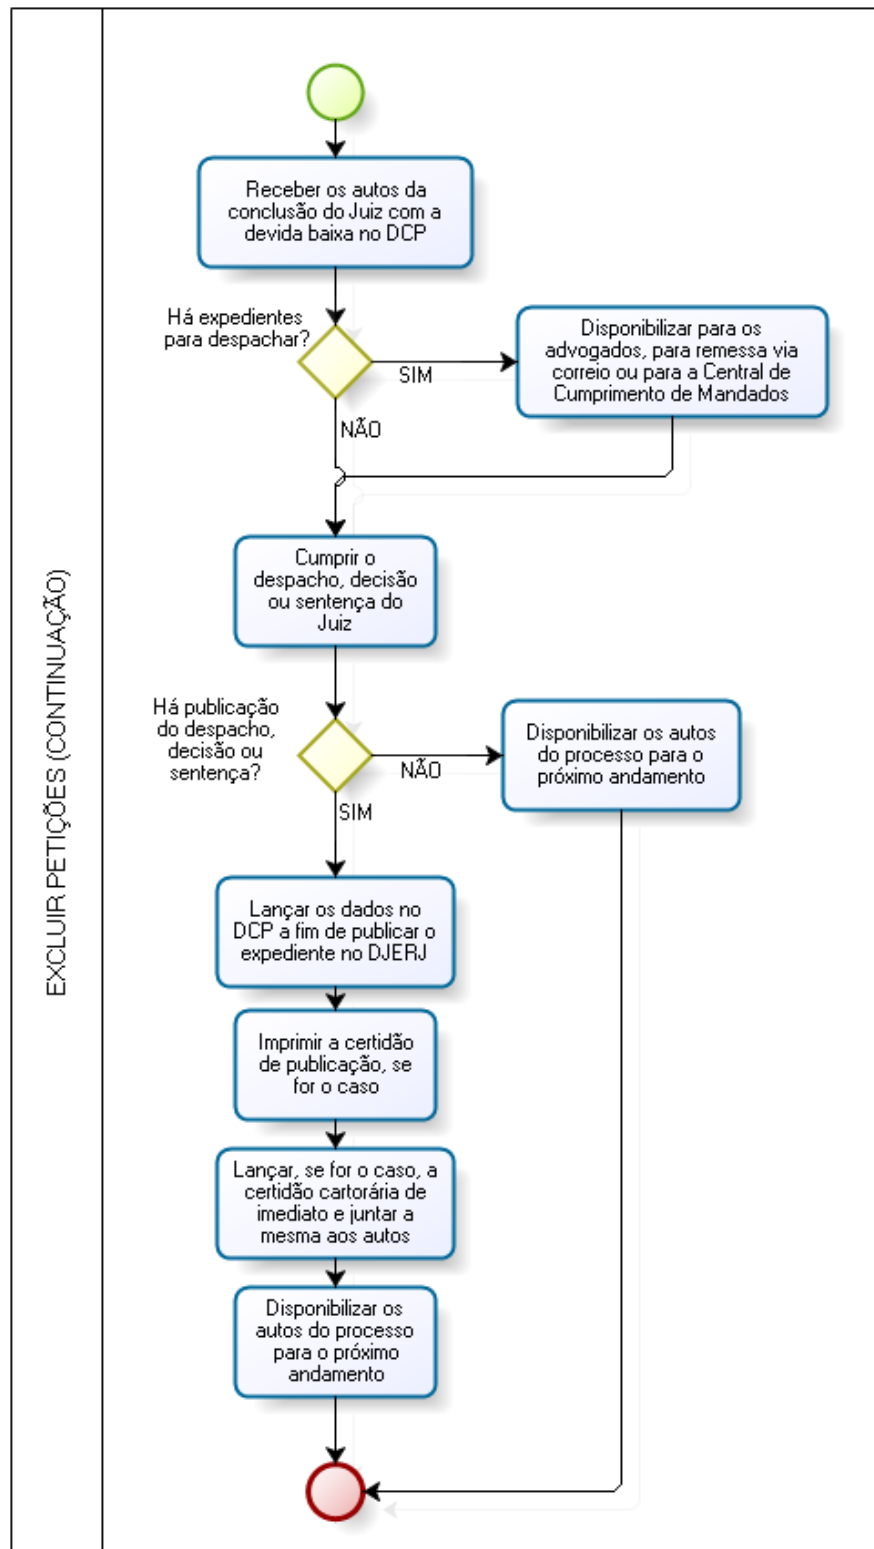 EXCLUIR PETIÇÕES (CONTINUAÇÃO)
Receber os autos da
conclusão do Juiz com a
devida baixa no DCP
Há expedientes
para despachar?
SIM
Disponibilizar para os
advogados, para remessa via
correio ou para a Central de
Cumprimento de Mandados
NÃO
Cumprir o
despacho, decisão
ou sentença do
Juiz
Há publicação
do despacho,
decisão ou
sentença?
NÃO
Disponibilizar os autos
do processo para o
próximo andamento
SIM
Lançar os dados no
DCP a fim de publicar o
expediente no DJERJ
Imprimir a certidão
de publicação, se
for o caso
Lançar, se for o caso, a
certidão cartorária de
imediato e juntar a
mesma aos autos
Disponibilizar os
autos do processo
para o próximo
andamento